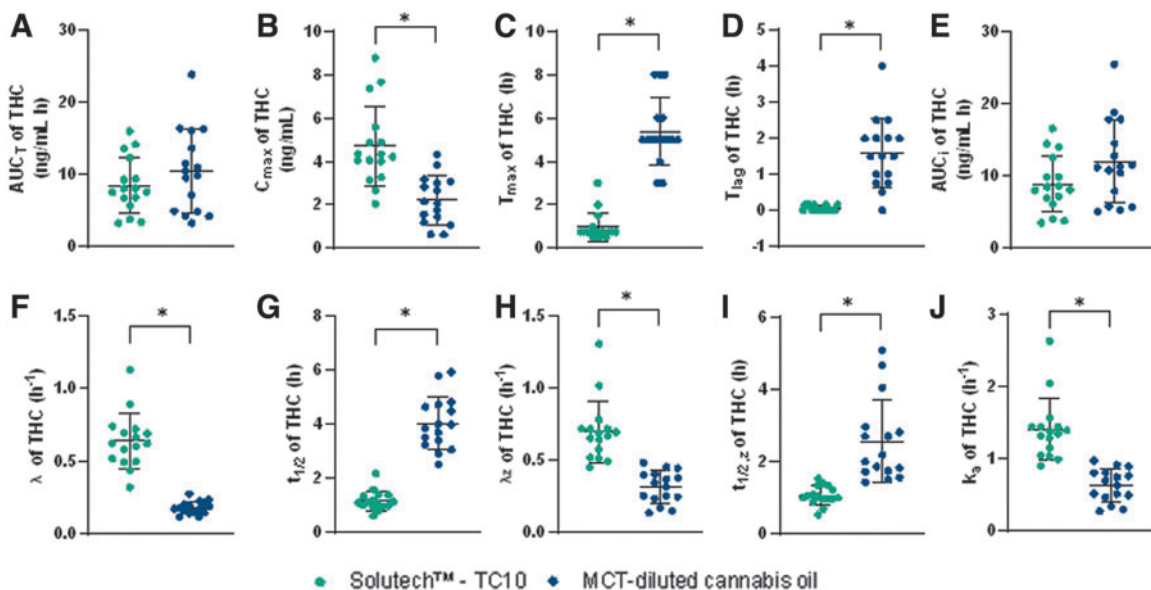 A
AUC_T of THC
(ng/mL h)
30
20
10
0
B
*
C_max of THC
(ng/mL)
10
8
6
4
2
0
C
*
T_max of THC (h)
10
8
6
4
2
0
D
*
T_lag of THC (h)
5
4
3
2
1
0
-1
E
AUC_i of THC
(ng/mL h)
30
20
10
0
F
*
λ of THC (h⁻¹)
1.5
1.0
0.5
0.0
G
*
t_1/2 of THC (h)
8
6
4
2
0
H
*
λz of THC (h⁻¹)
1.5
1.0
0.5
0.0
I
*
t_1/2,z of THC (h)
6
4
2
0
J
*
k_a of THC (h⁻¹)
3
2
1
0
Solutech™ - TC10 MCT-diluted cannabis oil